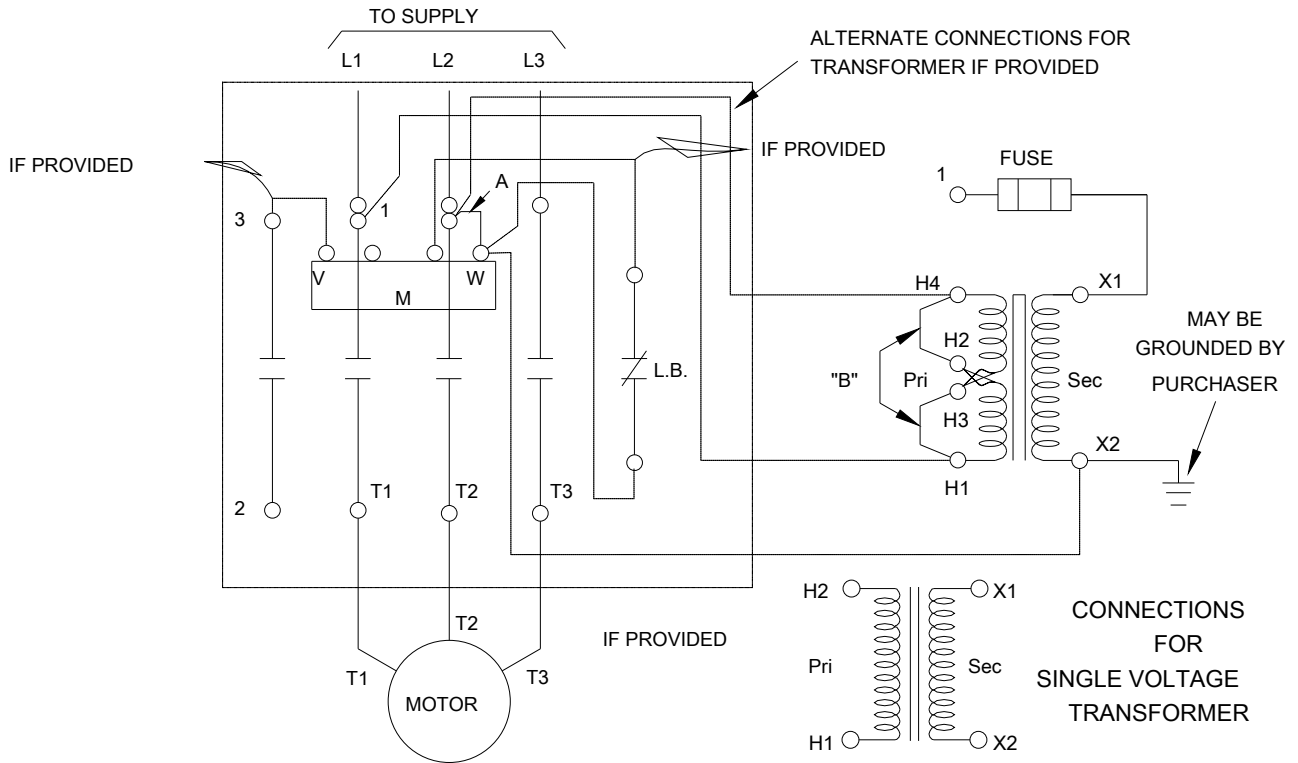 TO SUPPLY
L1
L2
L3
ALTERNATE CONNECTIONS FOR
TRANSFORMER IF PROVIDED
IF PROVIDED
IF PROVIDED
FUSE
1
A
3
1
V
W
M
H4
X1
H2
MAY BE
GROUNDED BY
PURCHASER
L.B.
"B"
Pri
Sec
H3
X2
H1
T1
T2
T3
2
T2
T1
T3
MOTOR
IF PROVIDED
H2
X1
Pri
Sec
H1
X2
CONNECTIONS
FOR
SINGLE VOLTAGE
TRANSFORMER